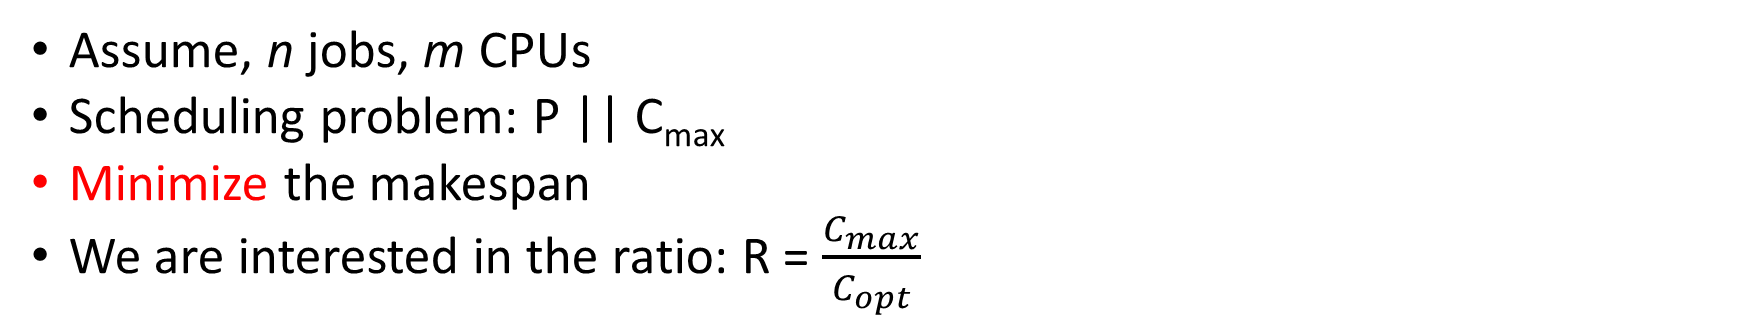 • Assume, n jobs, m CPUs
• Scheduling problem: P || Cmax
• Minimize the makespan
• We are interested in the ratio: R = Cmax / Copt